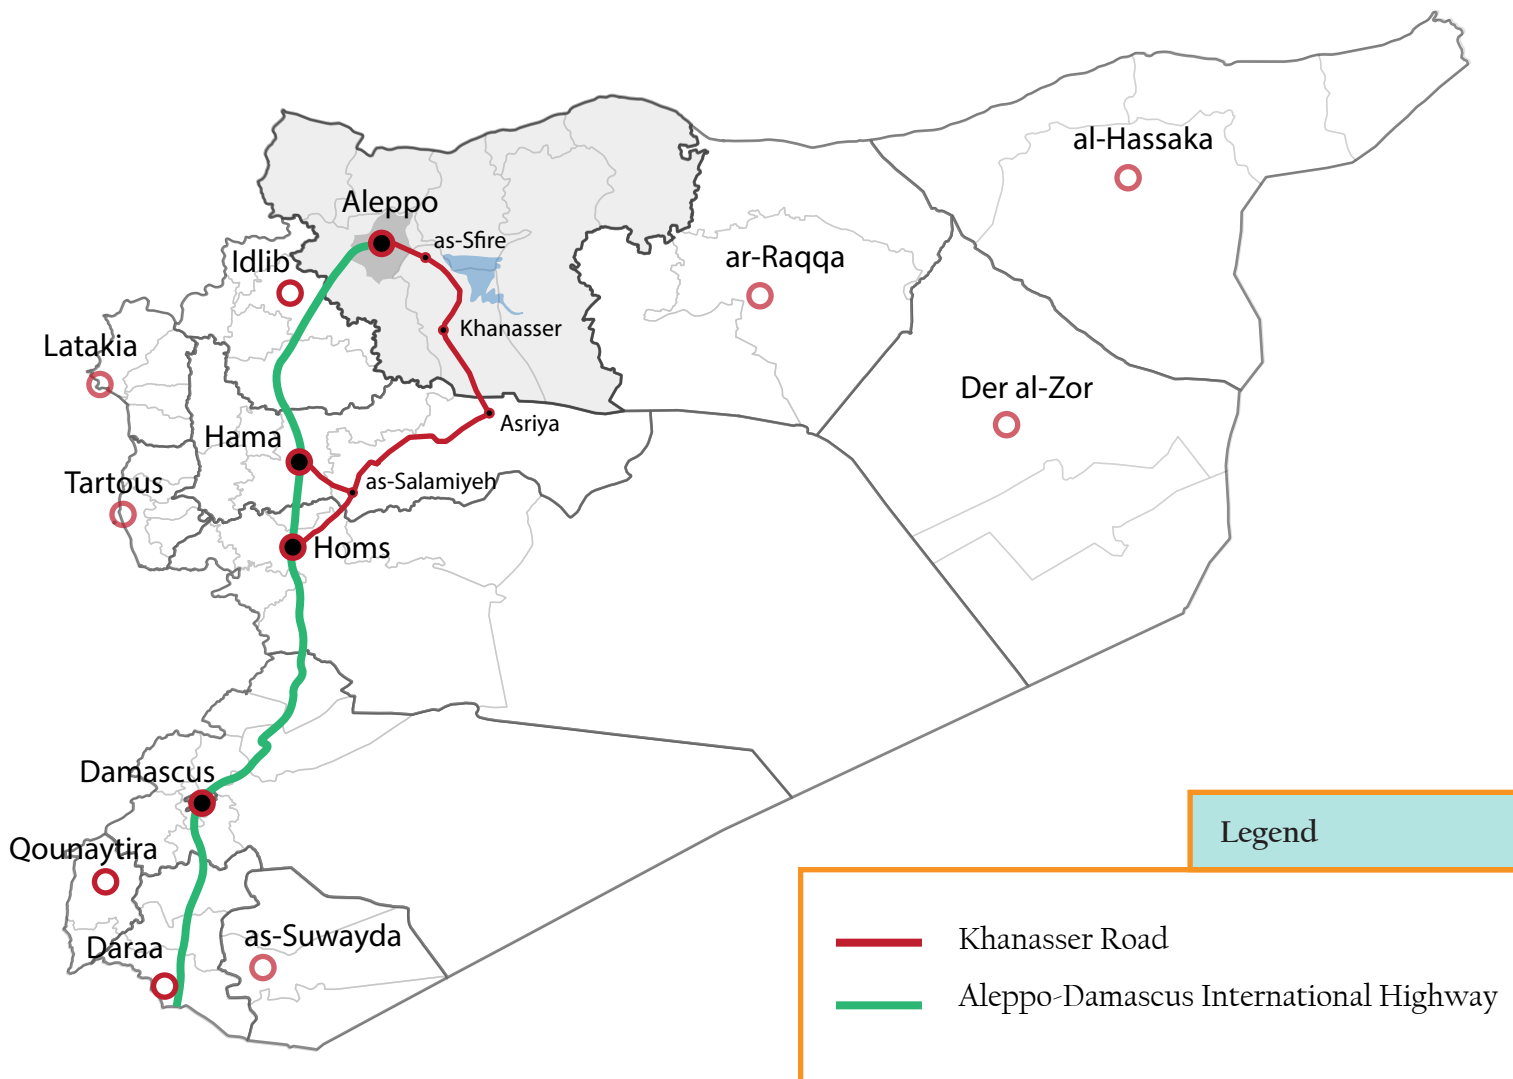 al-Hassaka
Aleppo
as-Sfire
Idlib
ar-Raqqa
Khanasser
Latakia
Der al-Zor
Asriya
Hama
as-Salamiyeh
Tartous
Homs
Damascus
Qounaytira
Daraa
as-Suwayda
Legend
Khanasser Road
Aleppo-Damascus International Highway